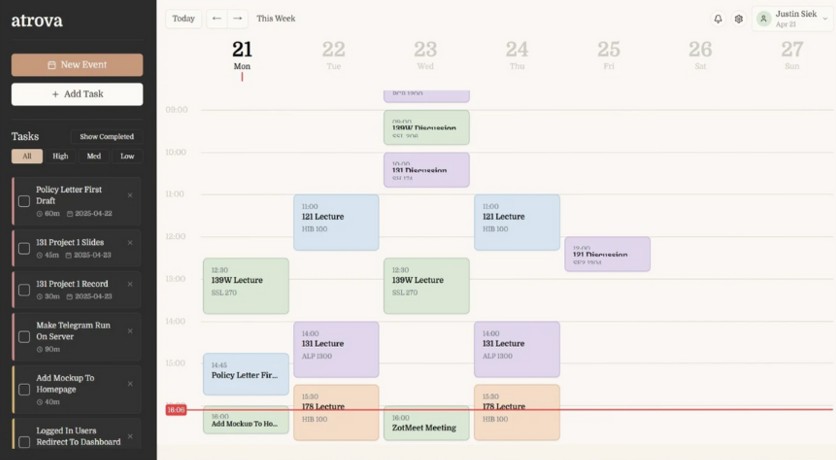 atrova
New Event
+ Add Task
Tasks
Show Completed
All
High
Med
Low
Policy Letter First
Draft
60m
2025-04-22
131 Project 1 Slides
45m
2025-04-23
131 Project 1 Record
30m
2025-04-23
Make Telegram Run
On Server
90m
Add Mockup To
Homepage
40m
Logged In Users
Redirect To Dashboard
Today
← →
This Week
Justin Siek
Apr 21
21
Mon
22
Tue
23
Wed
24
Thu
25
Fri
26
Sat
27
Sun
09:00
10:00
11:00
12:00
13:00
14:00
15:00
16:06
12:30
139W Lecture
SSL 270
14:45
Policy Letter Fir...
16:00
Add Mockup To Ho...
11:00
121 Lecture
HIB 100
14:00
131 Lecture
ALP 1300
15:30
178 Lecture
HIB 100
09:00
139W Discussion
10:00
131 Discussion
12:30
139W Lecture
SSL 270
16:00
ZotMeet Meeting
11:00
121 Lecture
HIB 100
14:00
131 Lecture
ALP 1300
15:30
178 Lecture
HIB 100
12:00
121 Discussion